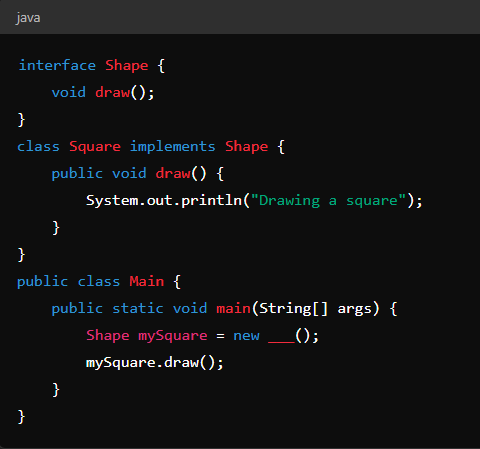 java
interface Shape {
    void draw();
}
class Square implements Shape {
    public void draw() {
        System.out.println("Drawing a square");
    }
}
public class Main {
    public static void main(String[] args) {
        Shape mySquare = new ___();
        mySquare.draw();
    }
}